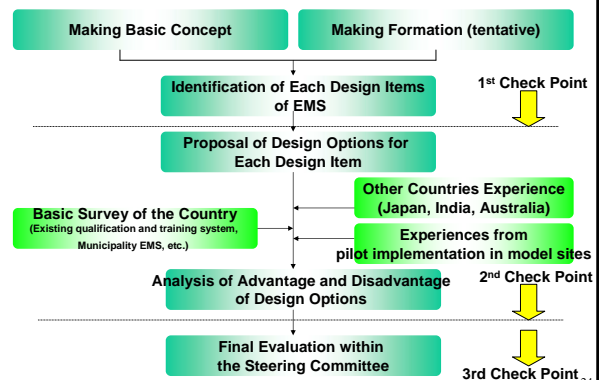 Making Basic Concept
Making Formation (tentative)
Identification of Each Design Items
of EMS
1st Check Point
Proposal of Design Options for
Each Design Item
Other Countries Experience
(Japan, India, Australia)
Basic Survey of the Country
(Existing qualification and training system,
Municipality EMS, etc.)
Experiences from
pilot implementation in model sites
Analysis of Advantage and Disadvantage
of Design Options
2nd Check Point
Final Evaluation within
the Steering Committee
3rd Check Point